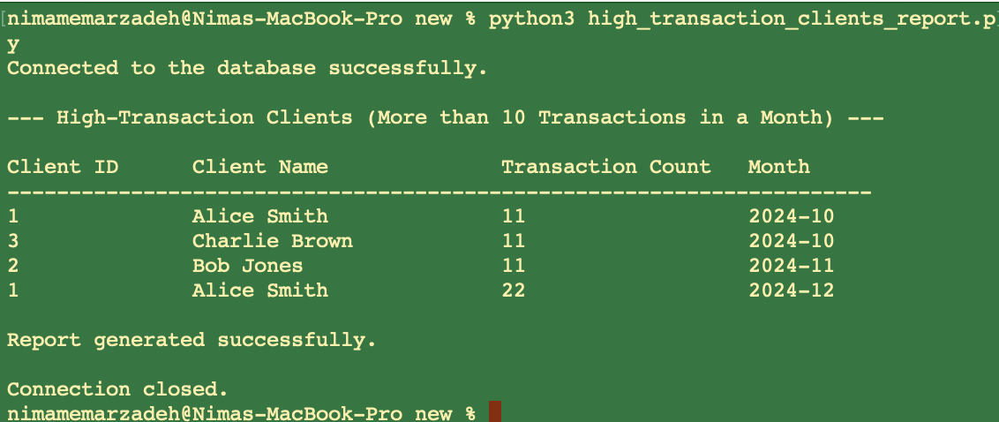 [nimamemarzadeh@Nimas-MacBook-Pro new % python3 high_transaction_clients_report.p]
y
Connected to the database successfully.
--- High-Transaction Clients (More than 10 Transactions in a Month) ---
Client ID Client Name Transaction Count Month
----------------------------------------------------------------------
1 Alice Smith 11 2024-10
3 Charlie Brown 11 2024-10
2 Bob Jones 11 2024-11
1 Alice Smith 22 2024-12
Report generated successfully.
Connection closed.
nimamemarzadeh@Nimas-MacBook-Pro new %